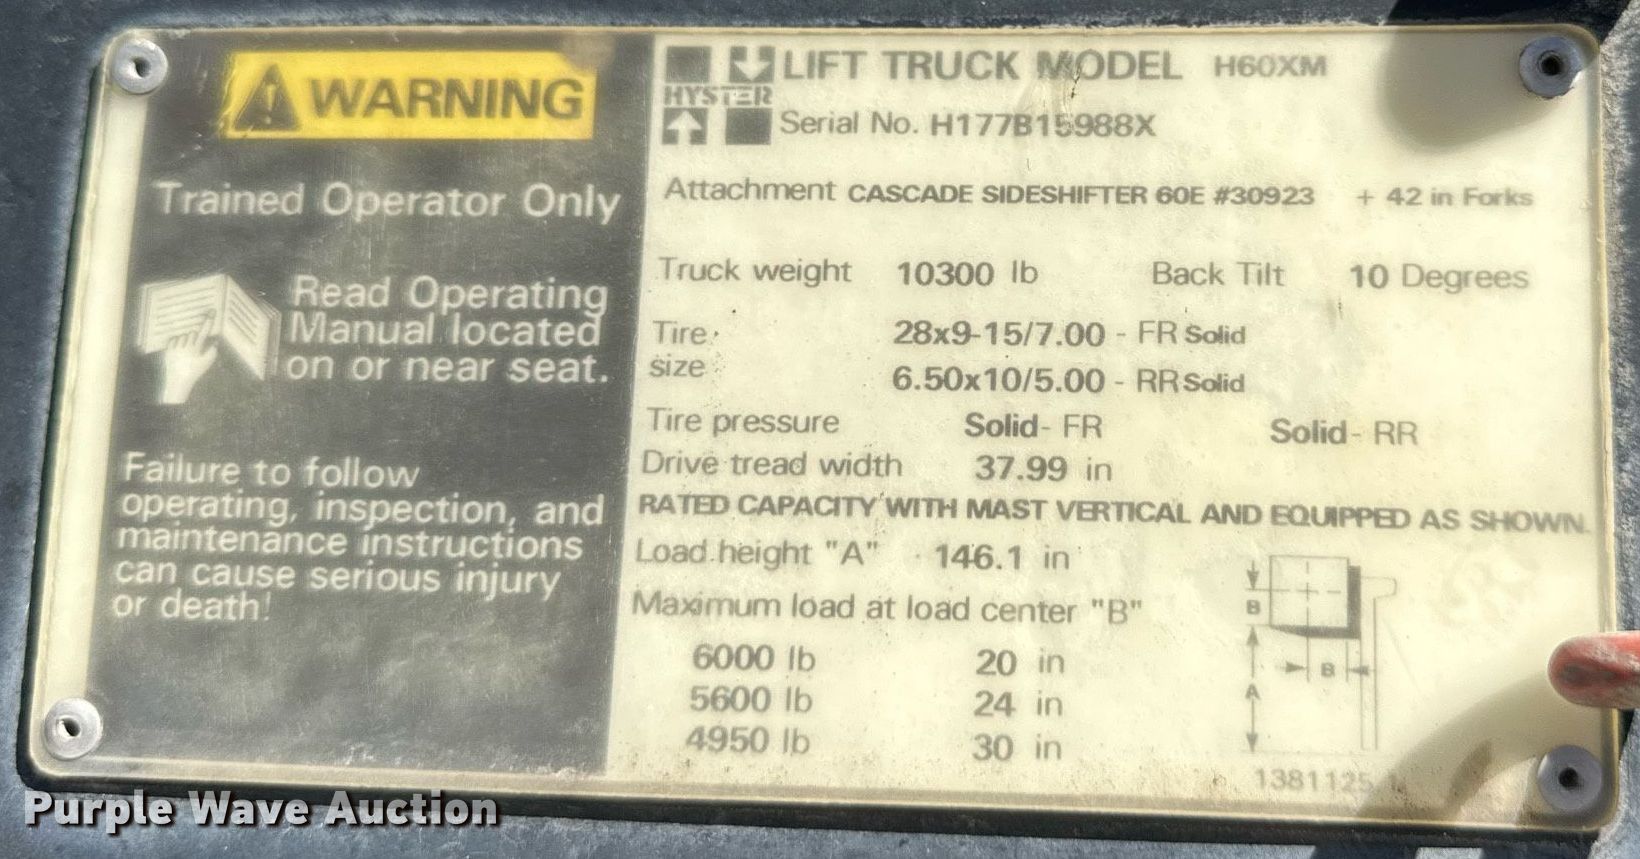 WARNING
Trained Operator Only
Read Operating
Manual located
on or near seat.
Failure to follow
operating, inspection, and
maintenance instructions
can cause serious injury
or death!
HYSTER
LIFT TRUCK MODEL H60XM
Serial No. H177B15988X
Attachment CASCADE SIDESHIFTER 60E #30923 + 42 in Forks
Truck weight 10300 lb Back Tilt 10 Degrees
Tire 28x9-15/7.00 - FR Solid
size 6.50x10/5.00 - RR Solid
Tire pressure Solid - FR Solid - RR
Drive tread width 37.99 in
RATED CAPACITY WITH MAST VERTICAL AND EQUIPPED AS SHOWN.
Load height "A" 146.1 in
Maximum load at load center "B"
6000 lb 20 in
5600 lb 24 in
4950 lb 30 in
B
B
A
1381125
Purple Wave Auction